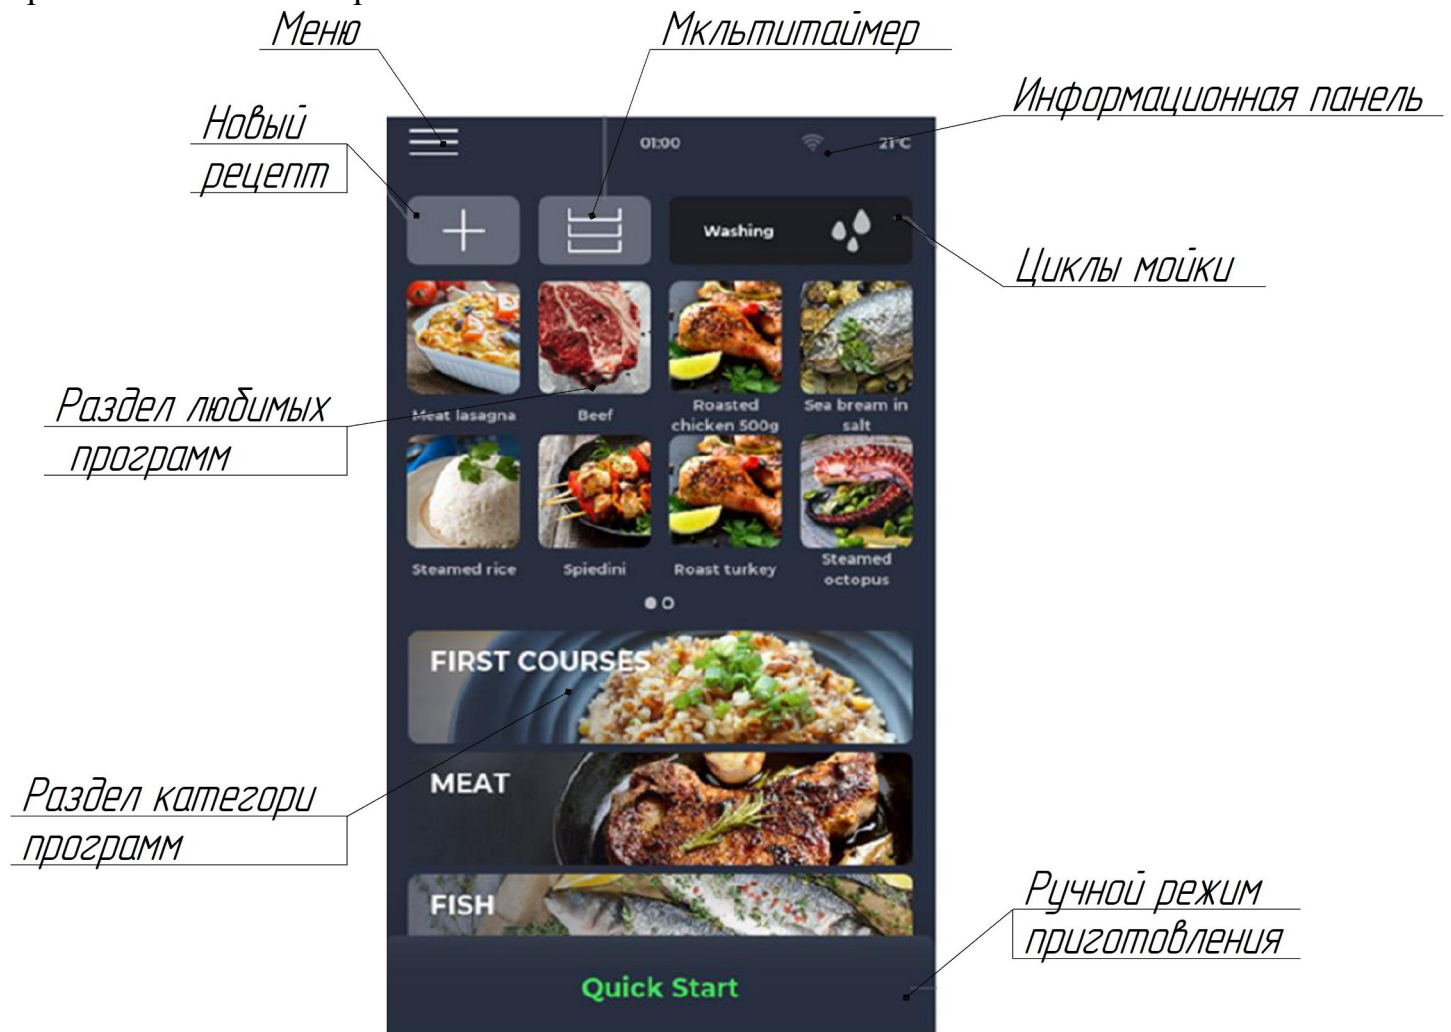 Меню
Мкльтитаймер
Информационная панель
Новый
рецепт
01:00
21°C
Washing
Циклы мойки
Раздел любимых
программ
Meat lasagna
Beef
Roasted
chicken 500g
Sea bream in
salt
Steamed rice
Spiedini
Roast turkey
Steamed
octopus
FIRST COURSES
MEAT
Раздел категори
программ
FISH
Ручной режим
приготовления
Quick Start